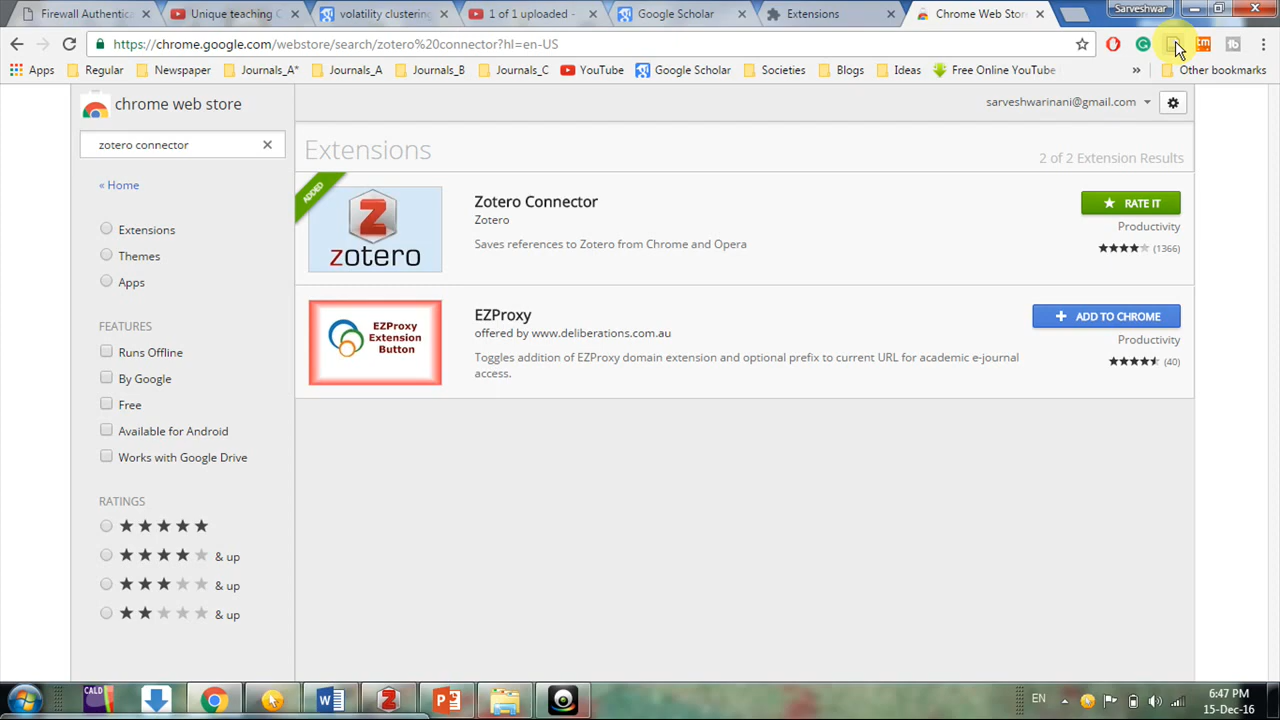 Firewall Authentica
Unique teaching C
volatility clustering
1 of 1 uploaded
Google Scholar
Extensions
Chrome Web Store
Sarveshwar
https://chrome.google.com/webstore/search/zotero%20connector?hl=en-US
Apps
Regular
Newspaper
Journals_A*
Journals_A
Journals_B
Journals_C
YouTube
Google Scholar
Societies
Blogs
Ideas
Free Online YouTube
»
Other bookmarks
chrome web store
sarveshwarinani@gmail.com
zotero connector
Extensions
2 of 2 Extension Results
« Home
Extensions
Themes
Apps
FEATURES
Runs Offline
By Google
Free
Available for Android
Works with Google Drive
RATINGS
& up
& up
& up
ADDED
zotero
Zotero Connector
Zotero
Saves references to Zotero from Chrome and Opera
RATE IT
Productivity
(1366)
EZProxy
Extension
Button
EZProxy
offered by www.deliberations.com.au
Toggles addition of EZProxy domain extension and optional prefix to current URL for academic e-journal
access.
ADD TO CHROME
Productivity
(40)
CALD
EN
6:47 PM
15-Dec-16